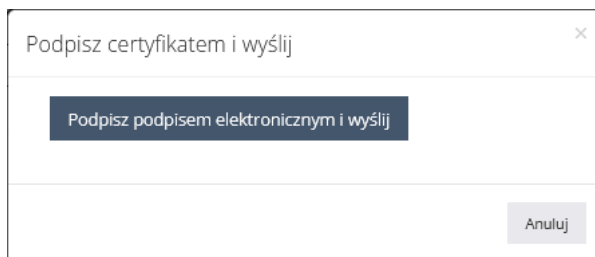 Podpisz certyfikatem i wyślij
Podpisz podpisem elektronicznym i wyślij
Anuluj